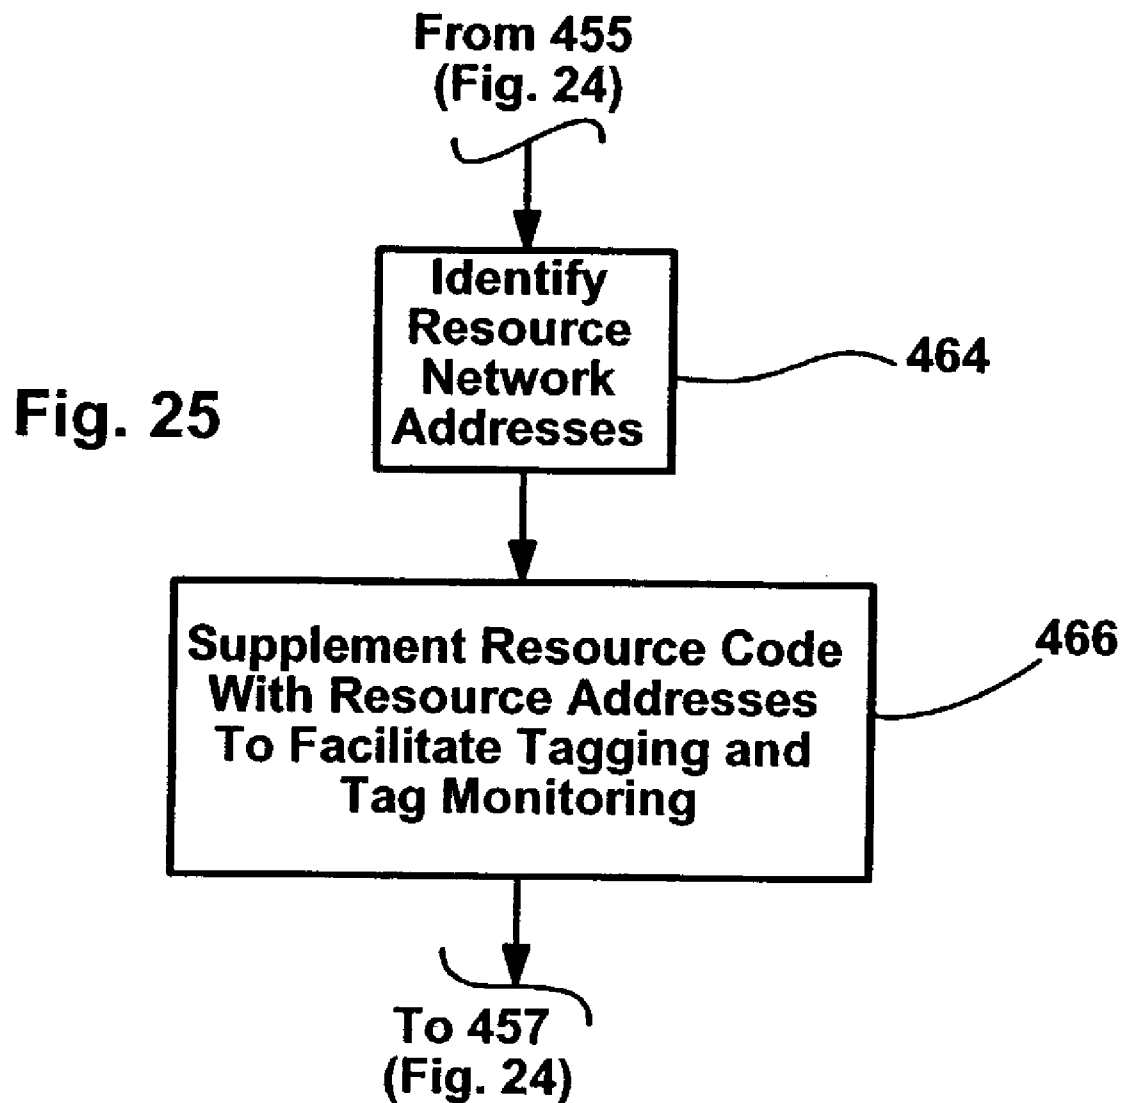 From 455
(Fig. 24)
Identify
Resource
Network
Addresses
464
Fig. 25
Supplement Resource Code
With Resource Addresses
To Facilitate Tagging and
Tag Monitoring
466
To 457
(Fig. 24)